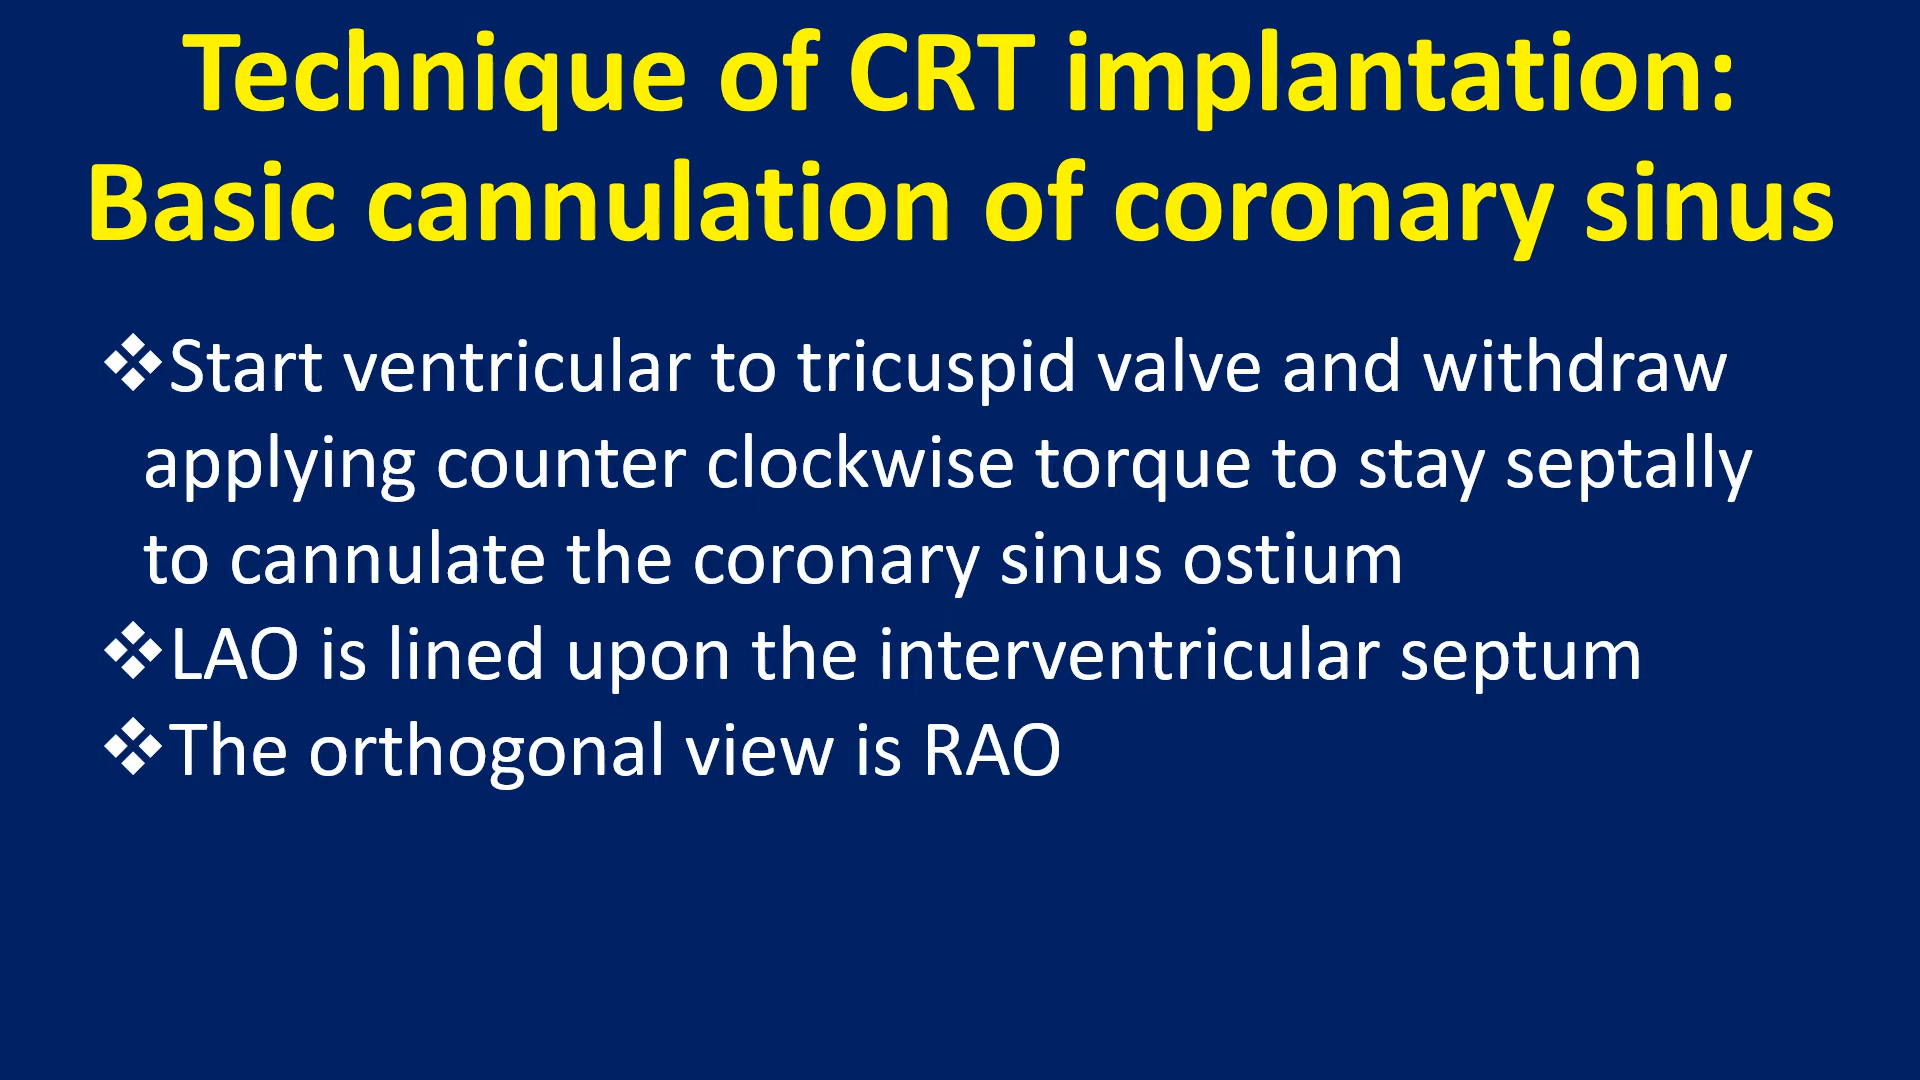 Technique of CRT implantation:
Basic cannulation of coronary sinus
❖Start ventricular to tricuspid valve and withdraw
applying counter clockwise torque to stay septally
to cannulate the coronary sinus ostium
❖LAO is lined upon the interventricular septum
❖The orthogonal view is RAO